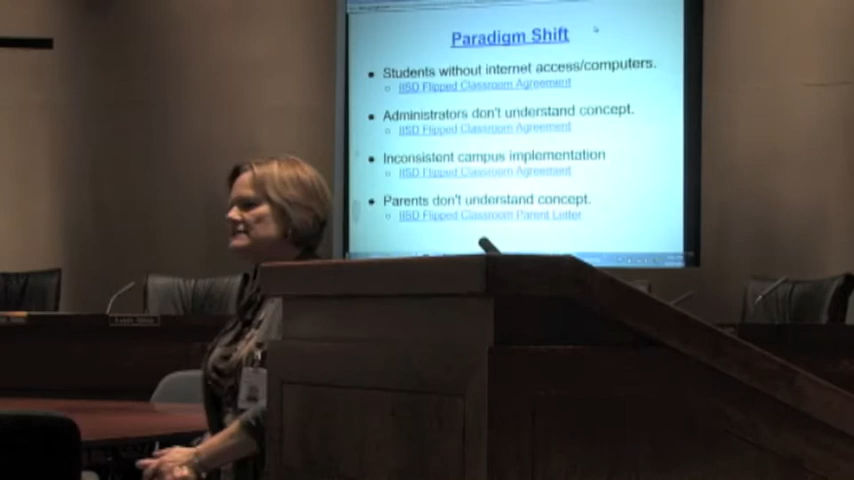 Paradigm Shift
• Students without internet access/computers.
○ IISD Flipped Classroom Agreement
• Administrators don't understand concept.
○ IISD Flipped Classroom Agreement
• Inconsistent campus implementation
○ IISD Flipped Classroom Agreement
• Parents don't understand concept.
○ IISD Flipped Classroom Parent Letter